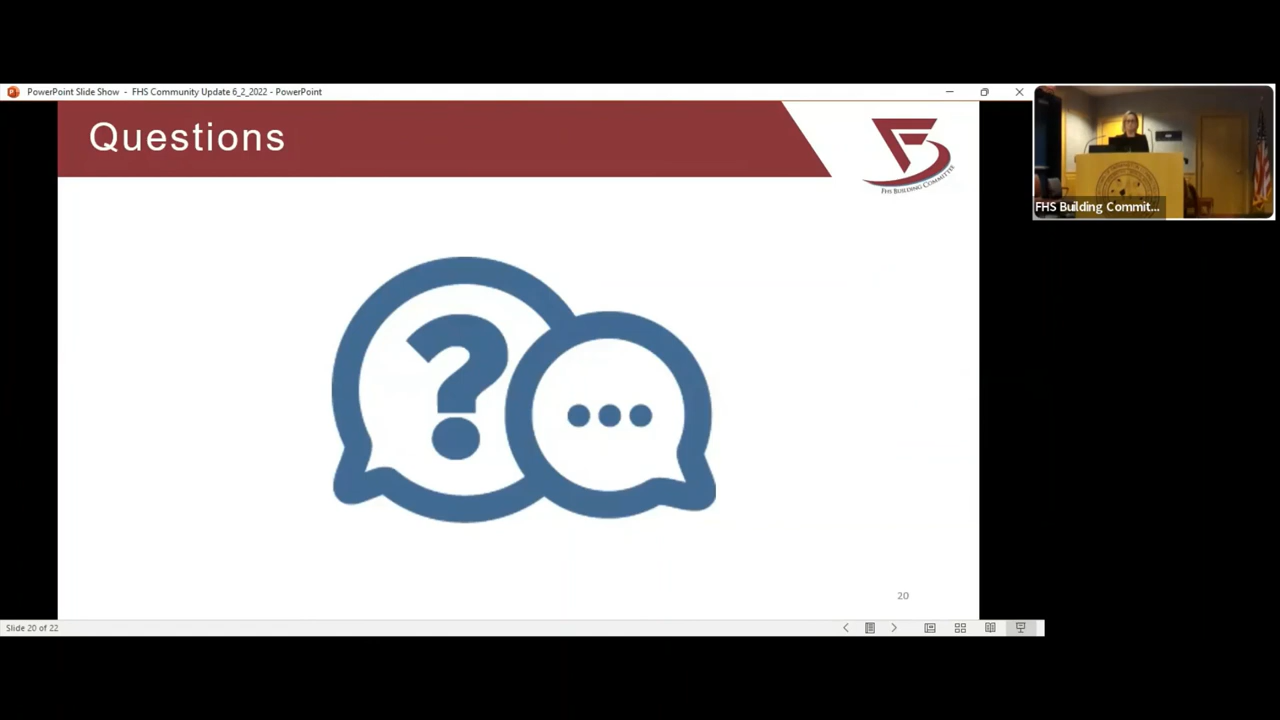 PowerPoint Slide Show - FHS Community Update 6_2_2022 - PowerPoint
Questions
FHS BUILDING COMMITTEE
?
FHS Building Commit...
20
Slide 20 of 22